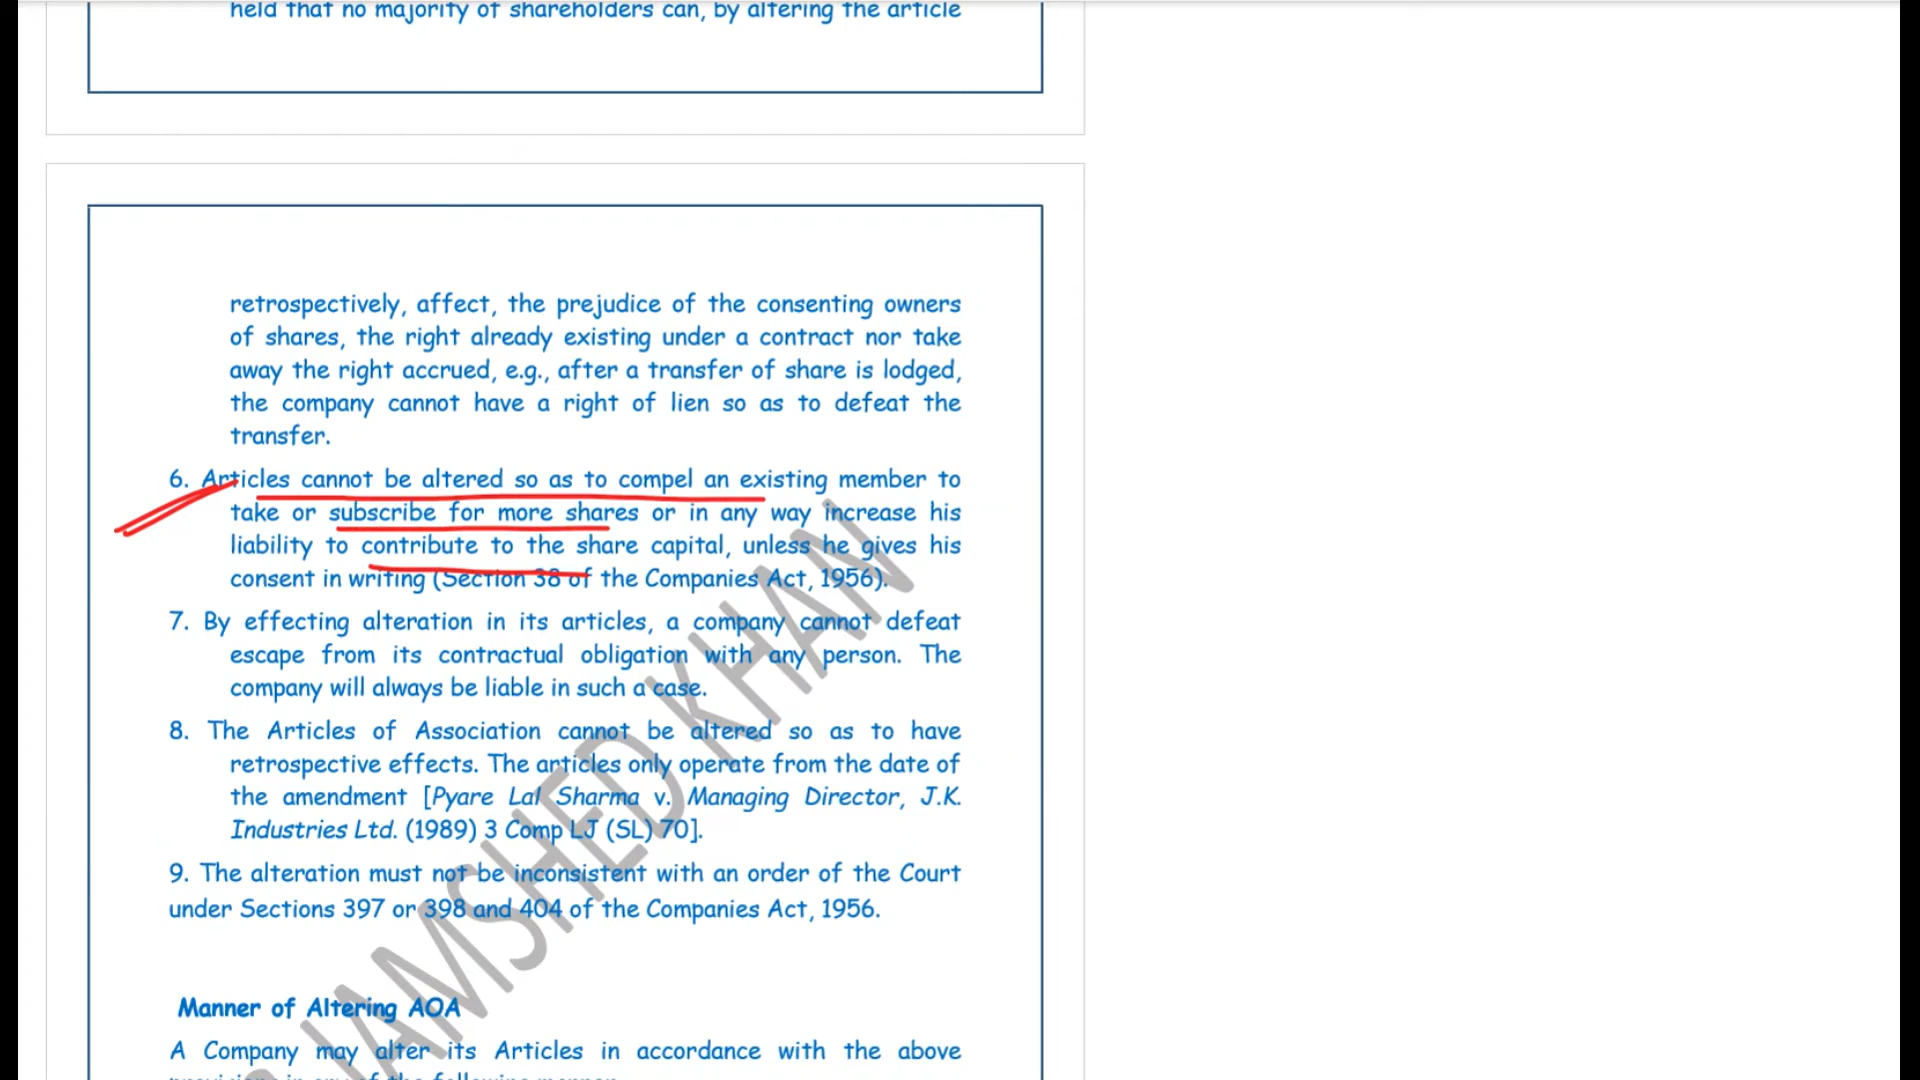 held that no majority of shareholders can, by altering the article
retrospectively, affect, the prejudice of the consenting owners
of shares, the right already existing under a contract nor take
away the right accrued, e.g., after a transfer of share is lodged,
the company cannot have a right of lien so as to defeat the
transfer.
6. Articles cannot be altered so as to compel an existing member to
take or subscribe for more shares or in any way increase his
liability to contribute to the share capital, unless he gives his
consent in writing (Section 38 of the Companies Act, 1956).
7. By effecting alteration in its articles, a company cannot defeat
escape from its contractual obligation with any person. The
company will always be liable in such a case.
8. The Articles of Association cannot be altered so as to have
retrospective effects. The articles only operate from the date of
the amendment [Pyare Lal Sharma v. Managing Director, J.K.
Industries Ltd. (1989) 3 Comp LJ (SL) 70].
9. The alteration must not be inconsistent with an order of the Court
under Sections 397 or 398 and 404 of the Companies Act, 1956.
Manner of Altering AOA
A Company may alter its Articles in accordance with the above
JAMSHED KHAN